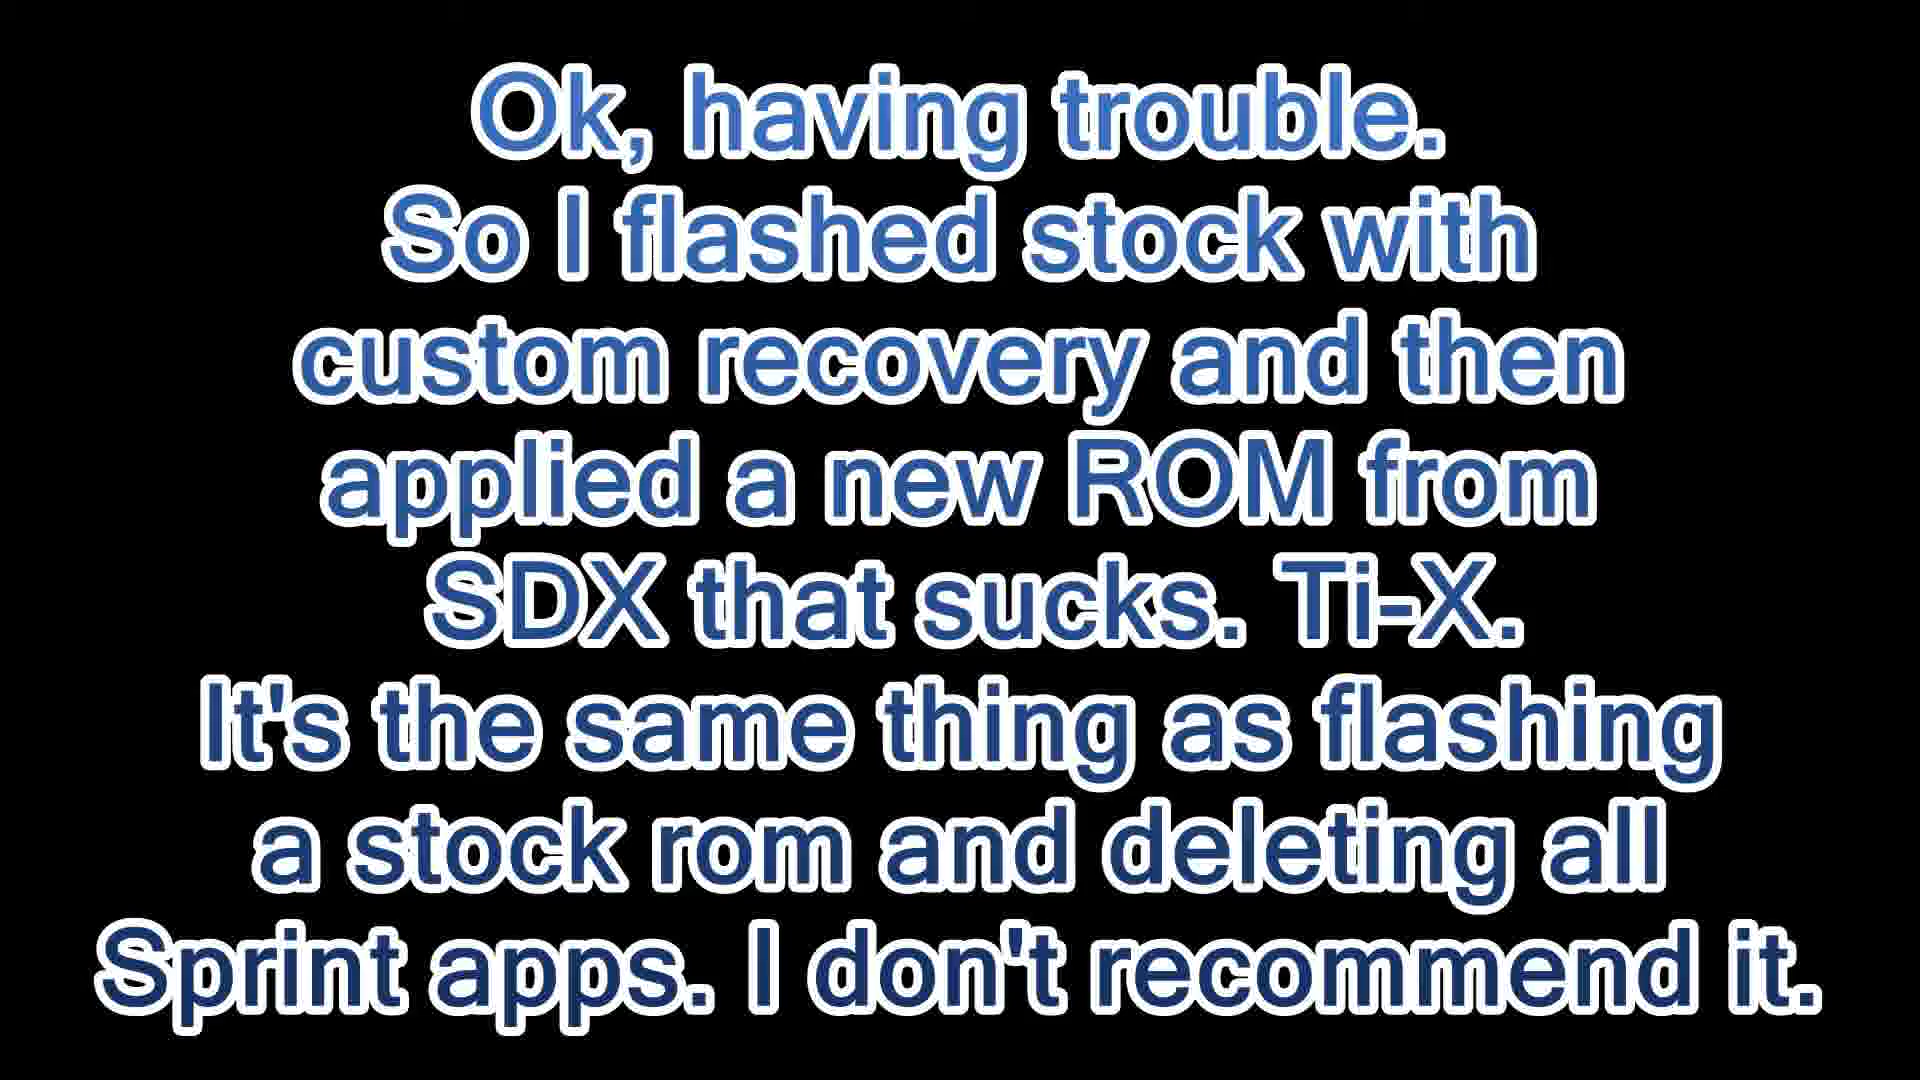 Ok, having trouble.
So I flashed stock with
custom recovery and then
applied a new ROM from
SDX that sucks. Ti-X.
It's the same thing as flashing
a stock rom and deleting all
Sprint apps. I don't recommend it.